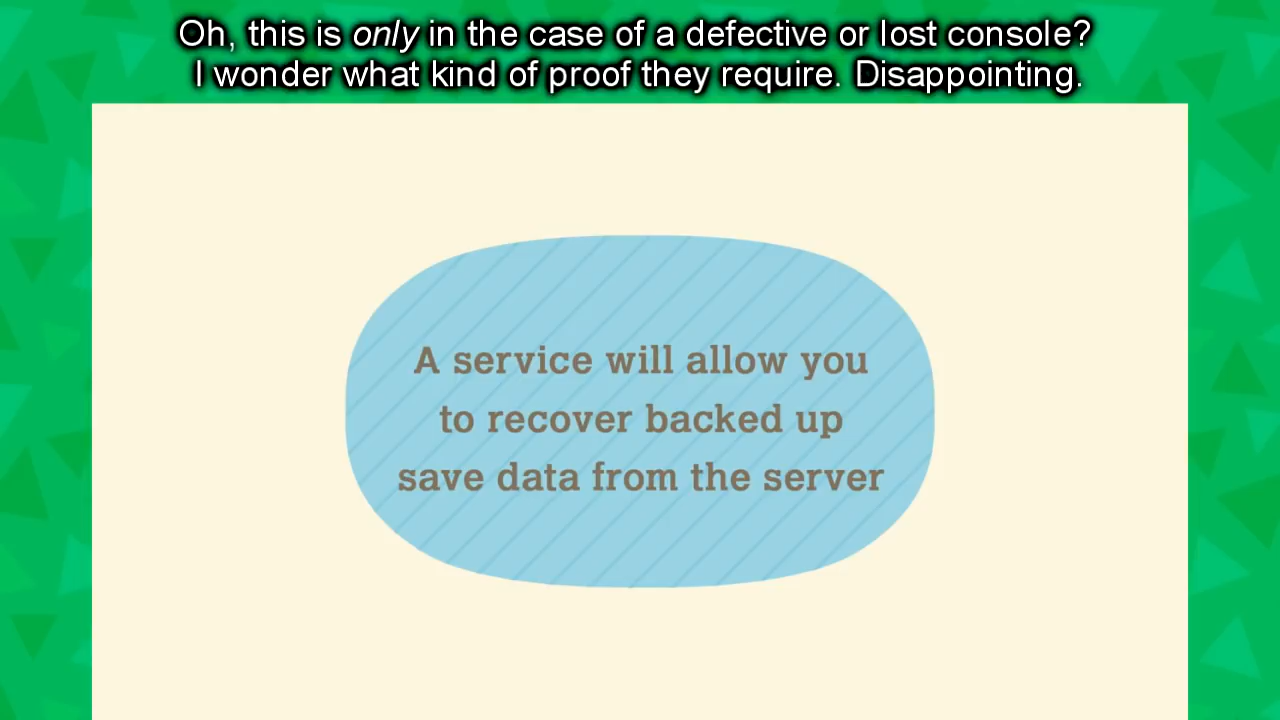 Oh, this is only in the case of a defective or lost console?
I wonder what kind of proof they require. Disappointing.
A service will allow you
to recover backed up
save data from the server